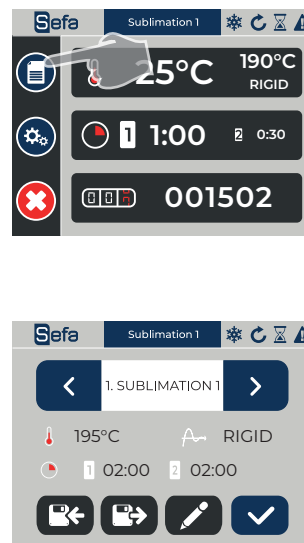 Sefa Sublimation 1
25°C 190°C
RIGID
1 1:00 2 0:30
001502
Sefa Sublimation 1
1. SUBLIMATION 1
195°C RIGID
1 02:00 2 02:00